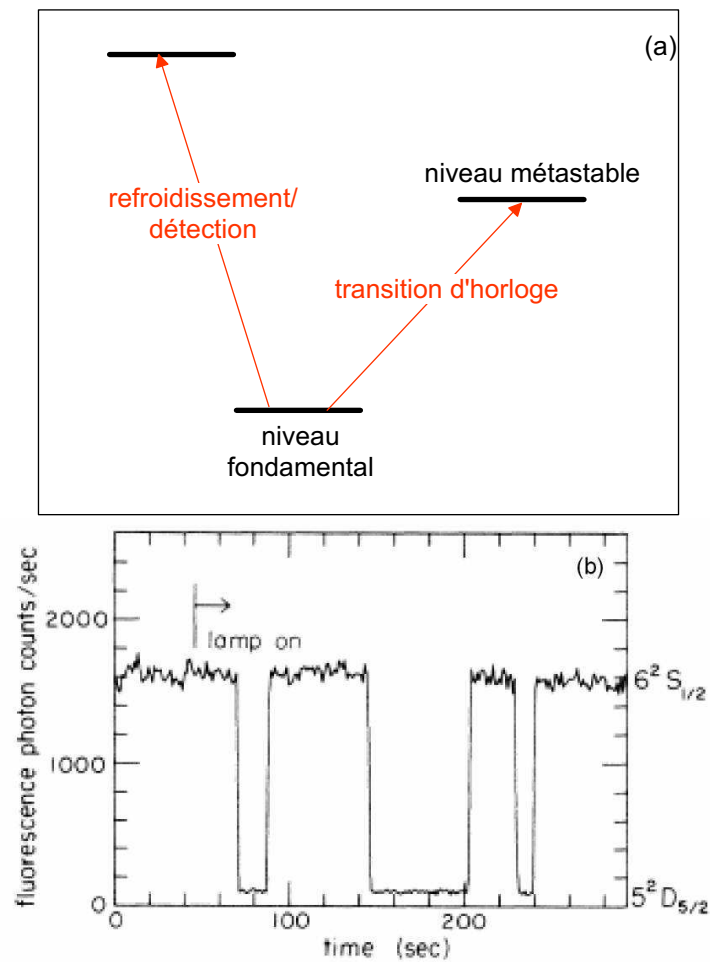 (a)
niveau métastable
refroidissement/
détection
transition d'horloge
niveau
fondamental
(b)
fluorescence photon counts/sec
2000
1000
0
lamp on
6²S₁/₂
5²D₅/₂
0 100 200
time (sec)